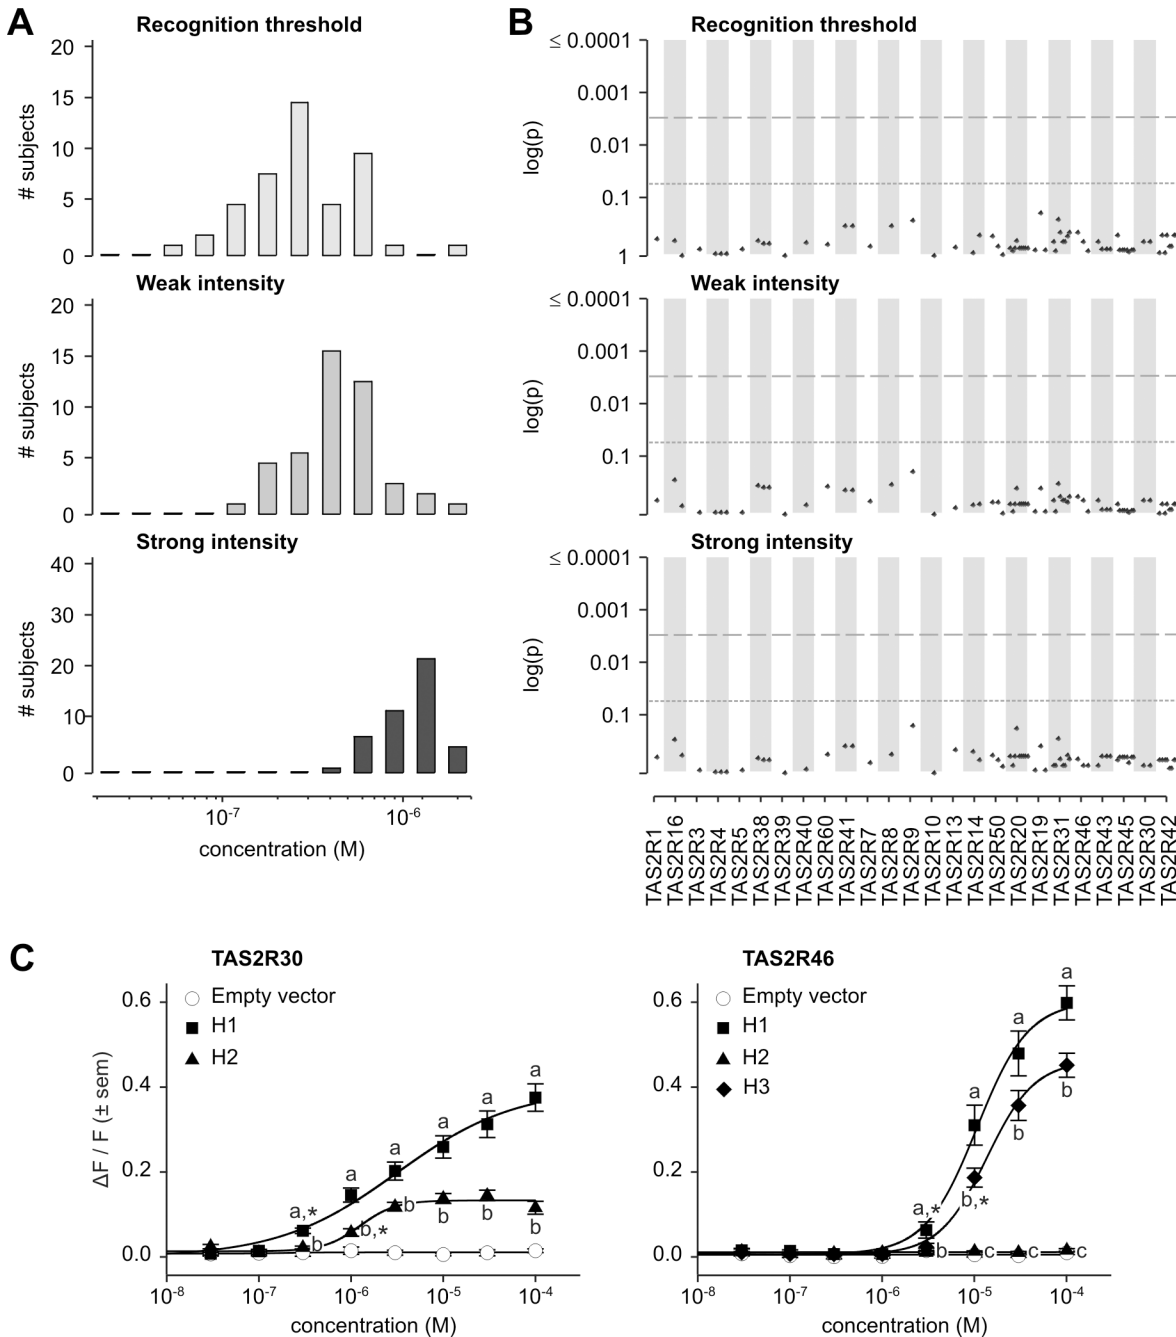 A
Recognition threshold
20
15
10
5
0
# subjects
Weak intensity
20
15
10
5
0
# subjects
Strong intensity
40
30
20
10
0
# subjects
10-7
10-6
concentration (M)
B
Recognition threshold
≤ 0.0001
0.001
0.01
0.1
1
log(p)
Weak intensity
≤ 0.0001
0.001
0.01
0.1
log(p)
Strong intensity
≤ 0.0001
0.001
0.01
0.1
log(p)
TAS2R1
TAS2R16
TAS2R3
TAS2R4
TAS2R5
TAS2R38
TAS2R39
TAS2R40
TAS2R60
TAS2R41
TAS2R7
TAS2R8
TAS2R9
TAS2R10
TAS2R13
TAS2R14
TAS2R50
TAS2R20
TAS2R19
TAS2R31
TAS2R46
TAS2R43
TAS2R45
TAS2R30
TAS2R42
C
TAS2R30
Empty vector
H1
H2
0.6
0.4
0.2
0.0
ΔF / F (± sem)
a,*
a
a
a
a
a
b
b,*
b
b
b
b
10-8
10-7
10-6
10-5
10-4
concentration (M)
TAS2R46
Empty vector
H1
H2
H3
0.6
0.4
0.2
0.0
a,*
a
a
a
b
b,*
b
b
c
c
c
10-8
10-7
10-6
10-5
10-4
concentration (M)